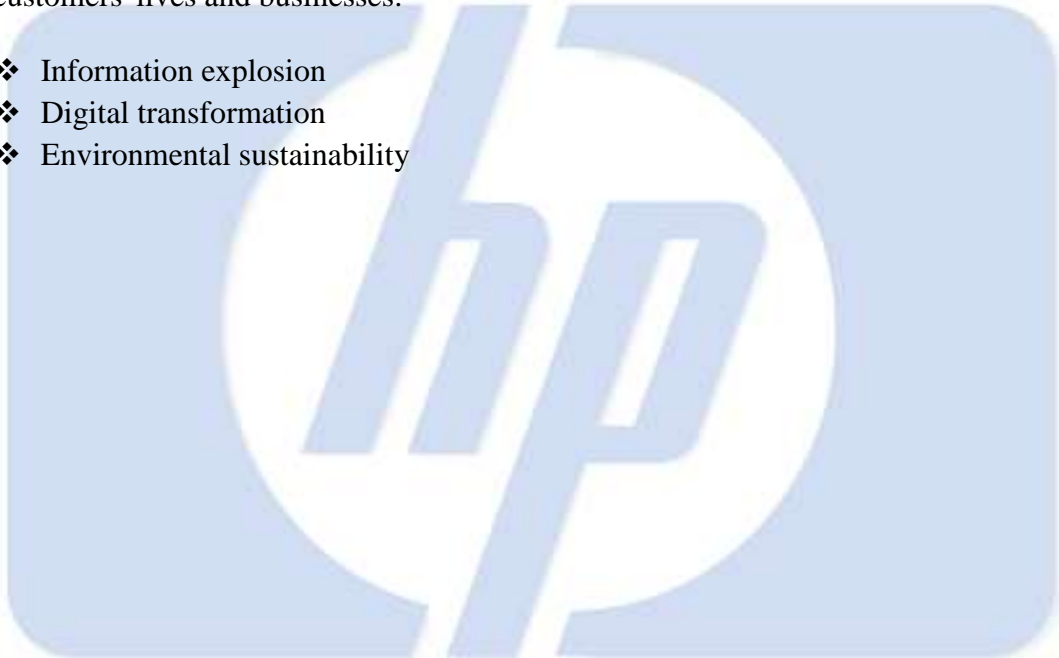 customers' lives and businesses:
❖ Information explosion
❖ Digital transformation
❖ Environmental sustainability
hp